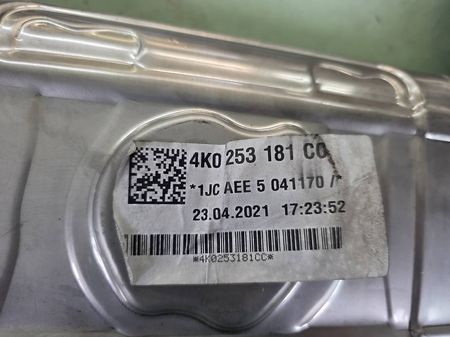 4K0 253 181 CC
*1JC AEE 5 041170 /*
23.04.2021 17:23:52
*4K0253181CC*